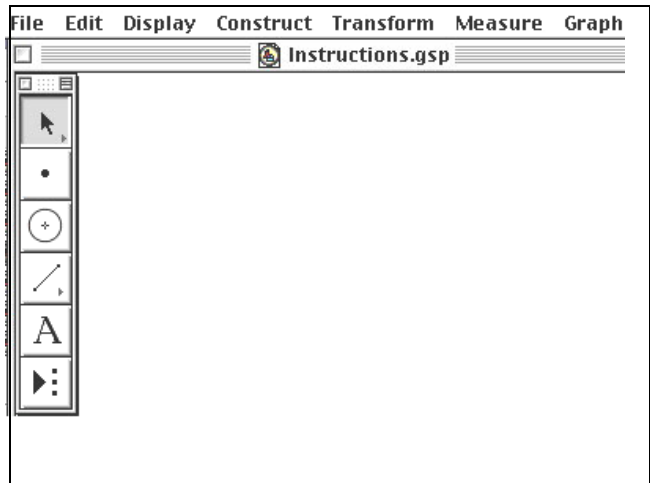 File Edit Display Construct Transform Measure Graph
Instructions.gsp
A